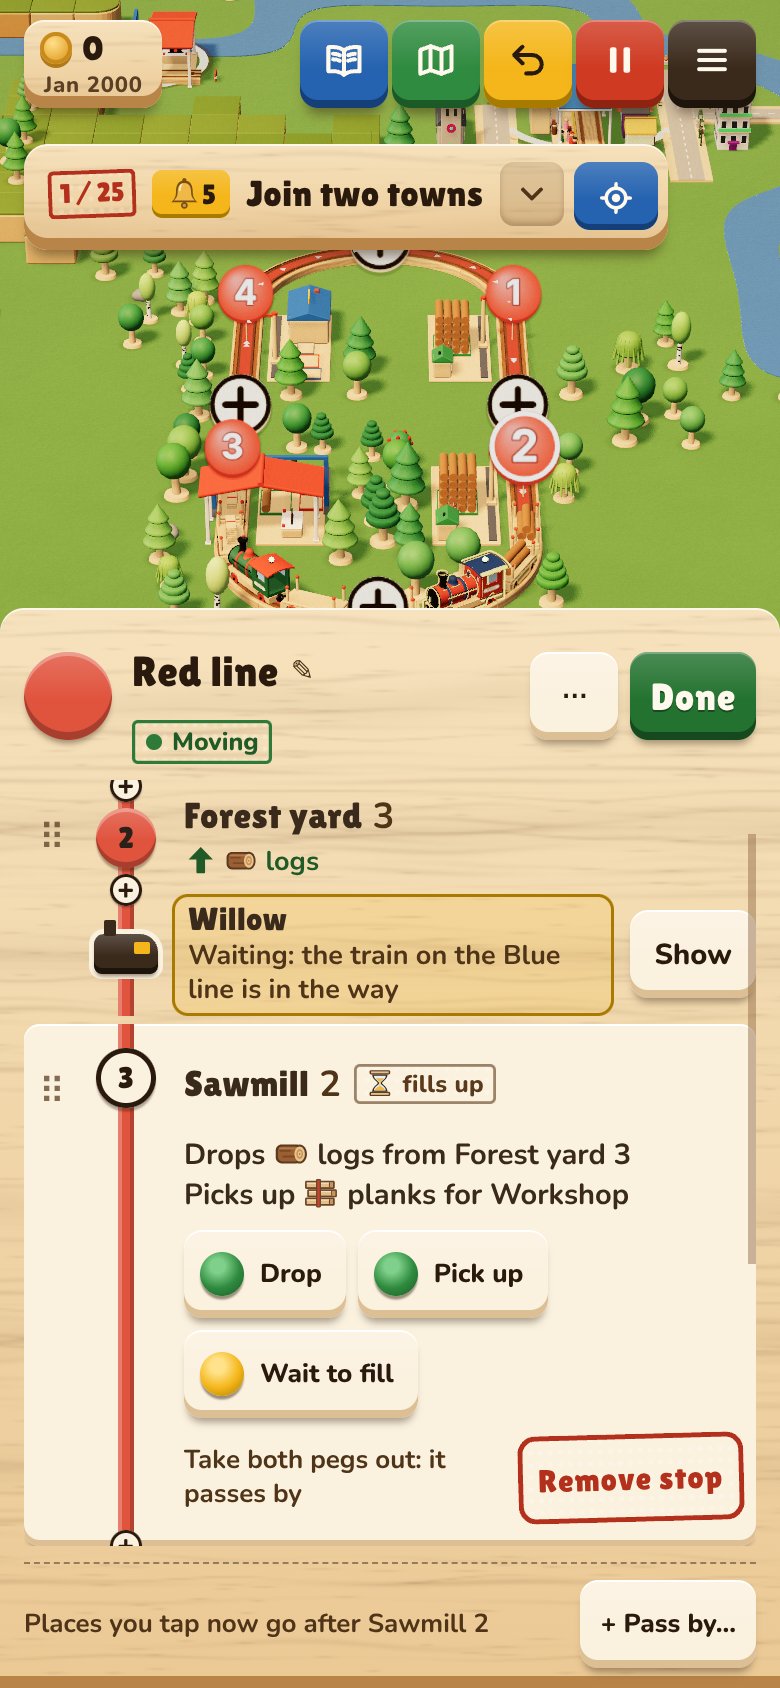 0
Jan 2000
1/25
5
Join two towns
4
1
3
2
Red line
Moving
...
Done
2
Forest yard 3
logs
Willow
Waiting: the train on the Blue
line is in the way
Show
3
Sawmill 2
fills up
Drops logs from Forest yard 3
Picks up planks for Workshop
Drop
Pick up
Wait to fill
Take both pegs out: it
passes by
Remove stop
Places you tap now go after Sawmill 2
+ Pass by...